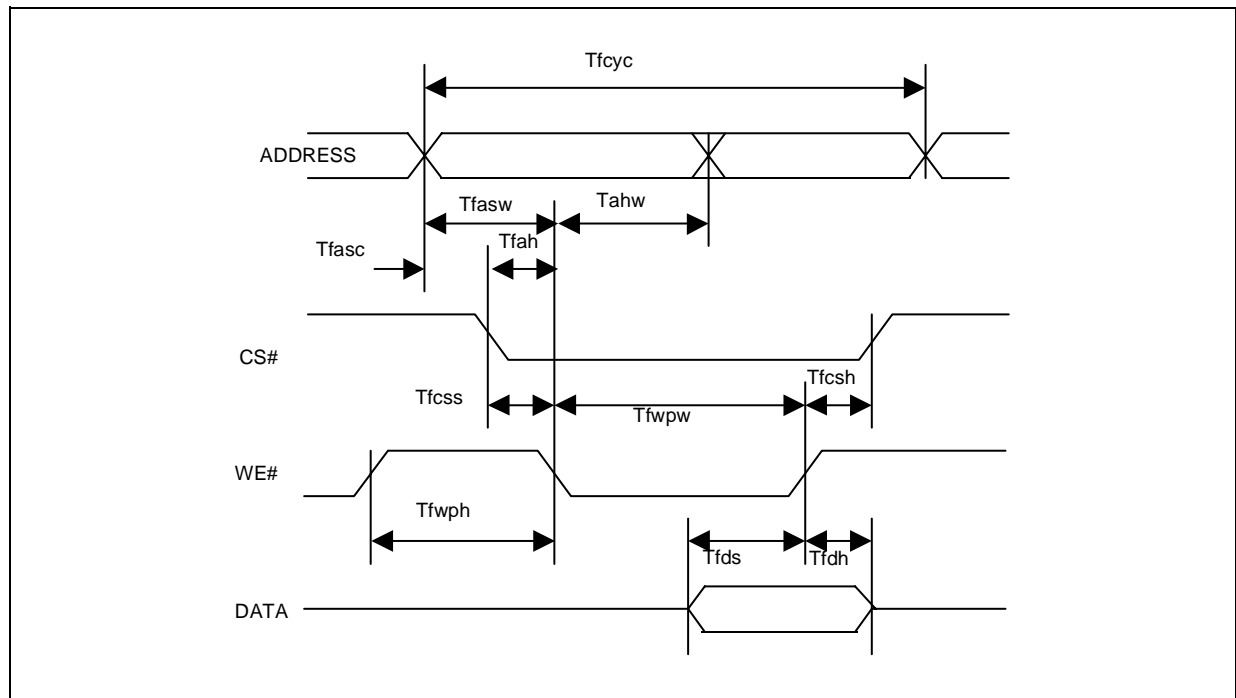 Tfcyc
ADDRESS
Tfasw
Tahw
Tfasc
Tfah
CS#
Tfcss
Tfwpw
Tfcsh
WE#
Tfwph
Tfds
Tfdh
DATA